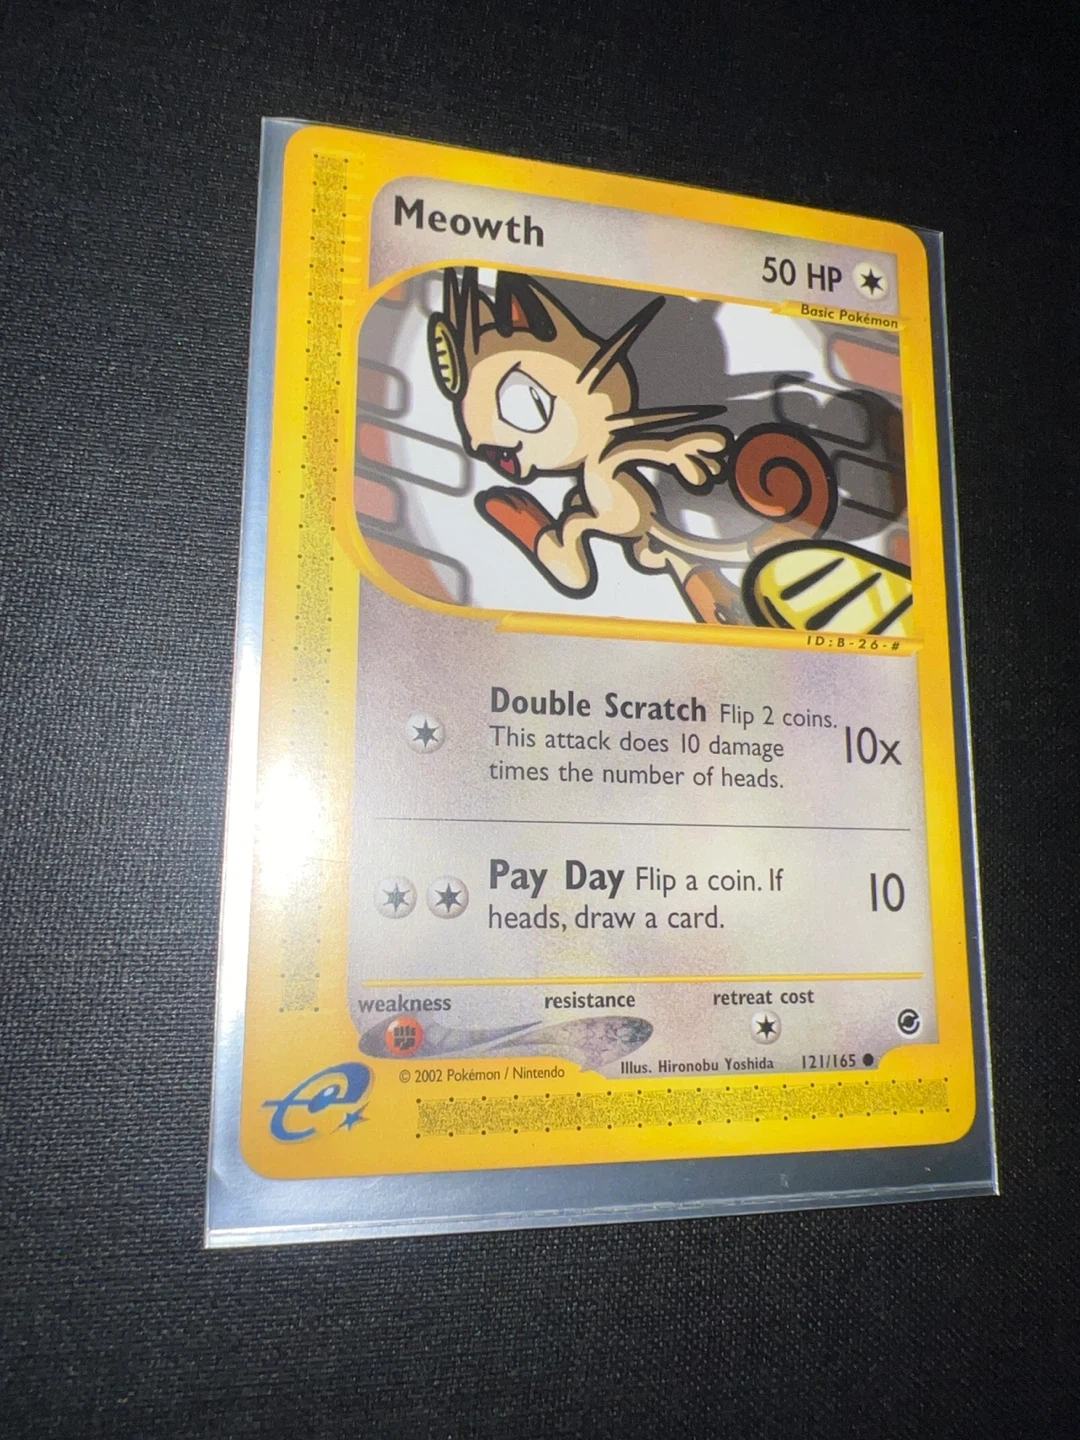 Meowth
50 HP
Basic Pokémon
ID:B-26-#
Double Scratch Flip 2 coins.
This attack does 10 damage
times the number of heads.
10x
Pay Day Flip a coin. If
heads, draw a card.
10
weakness resistance retreat cost
Illus. Hironobu Yoshida 121/165
© 2002 Pokémon / Nintendo
e